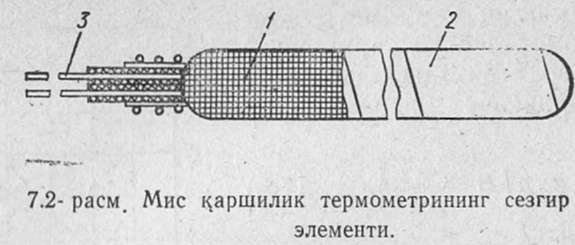 3 1 2
7.2- расм. Мис қаршилик термометрининг сезгир
элементи.